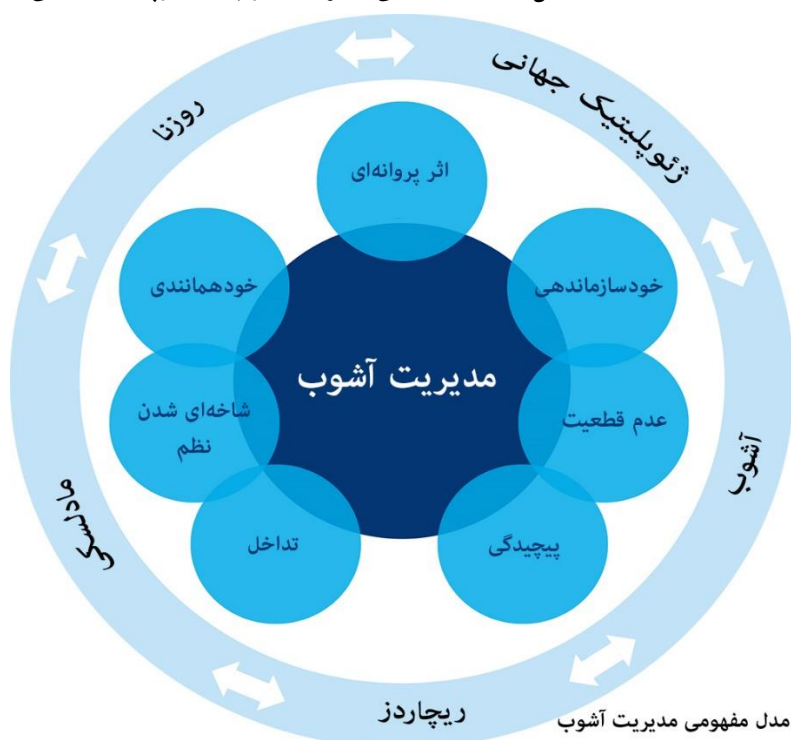 روزنا
ژئوپلیتیک جهانی
اثر پروانه‌ای
خودهمانندی
خودسازماندهی
مدیریت آشوب
شاخه‌ای شدن
نظم
عدم قطعیت
آشوب
مادلسکی
تداخل
پیچیدگی
ریچاردز
مدل مفهومی مدیریت آشوب